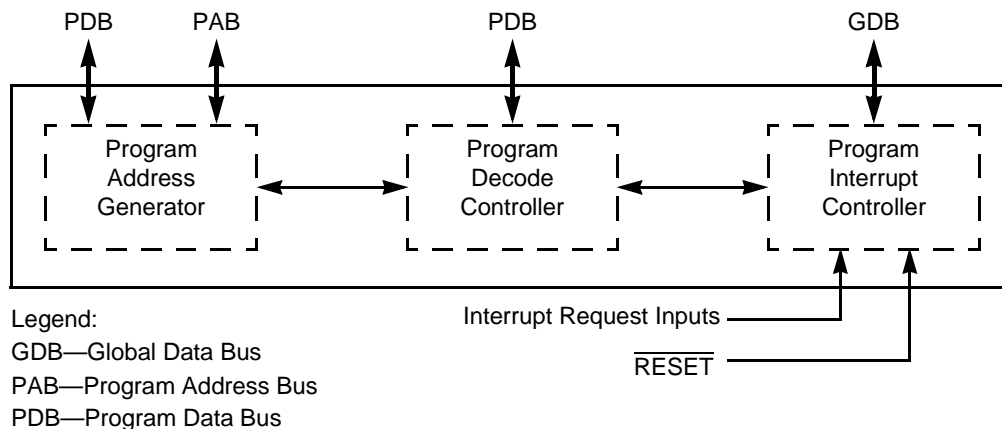 PDB PAB PDB GDB
Program
Address
Generator
Program
Decode
Controller
Program
Interrupt
Controller
Interrupt Request Inputs
RESET
Legend:
GDB—Global Data Bus
PAB—Program Address Bus
PDB—Program Data Bus